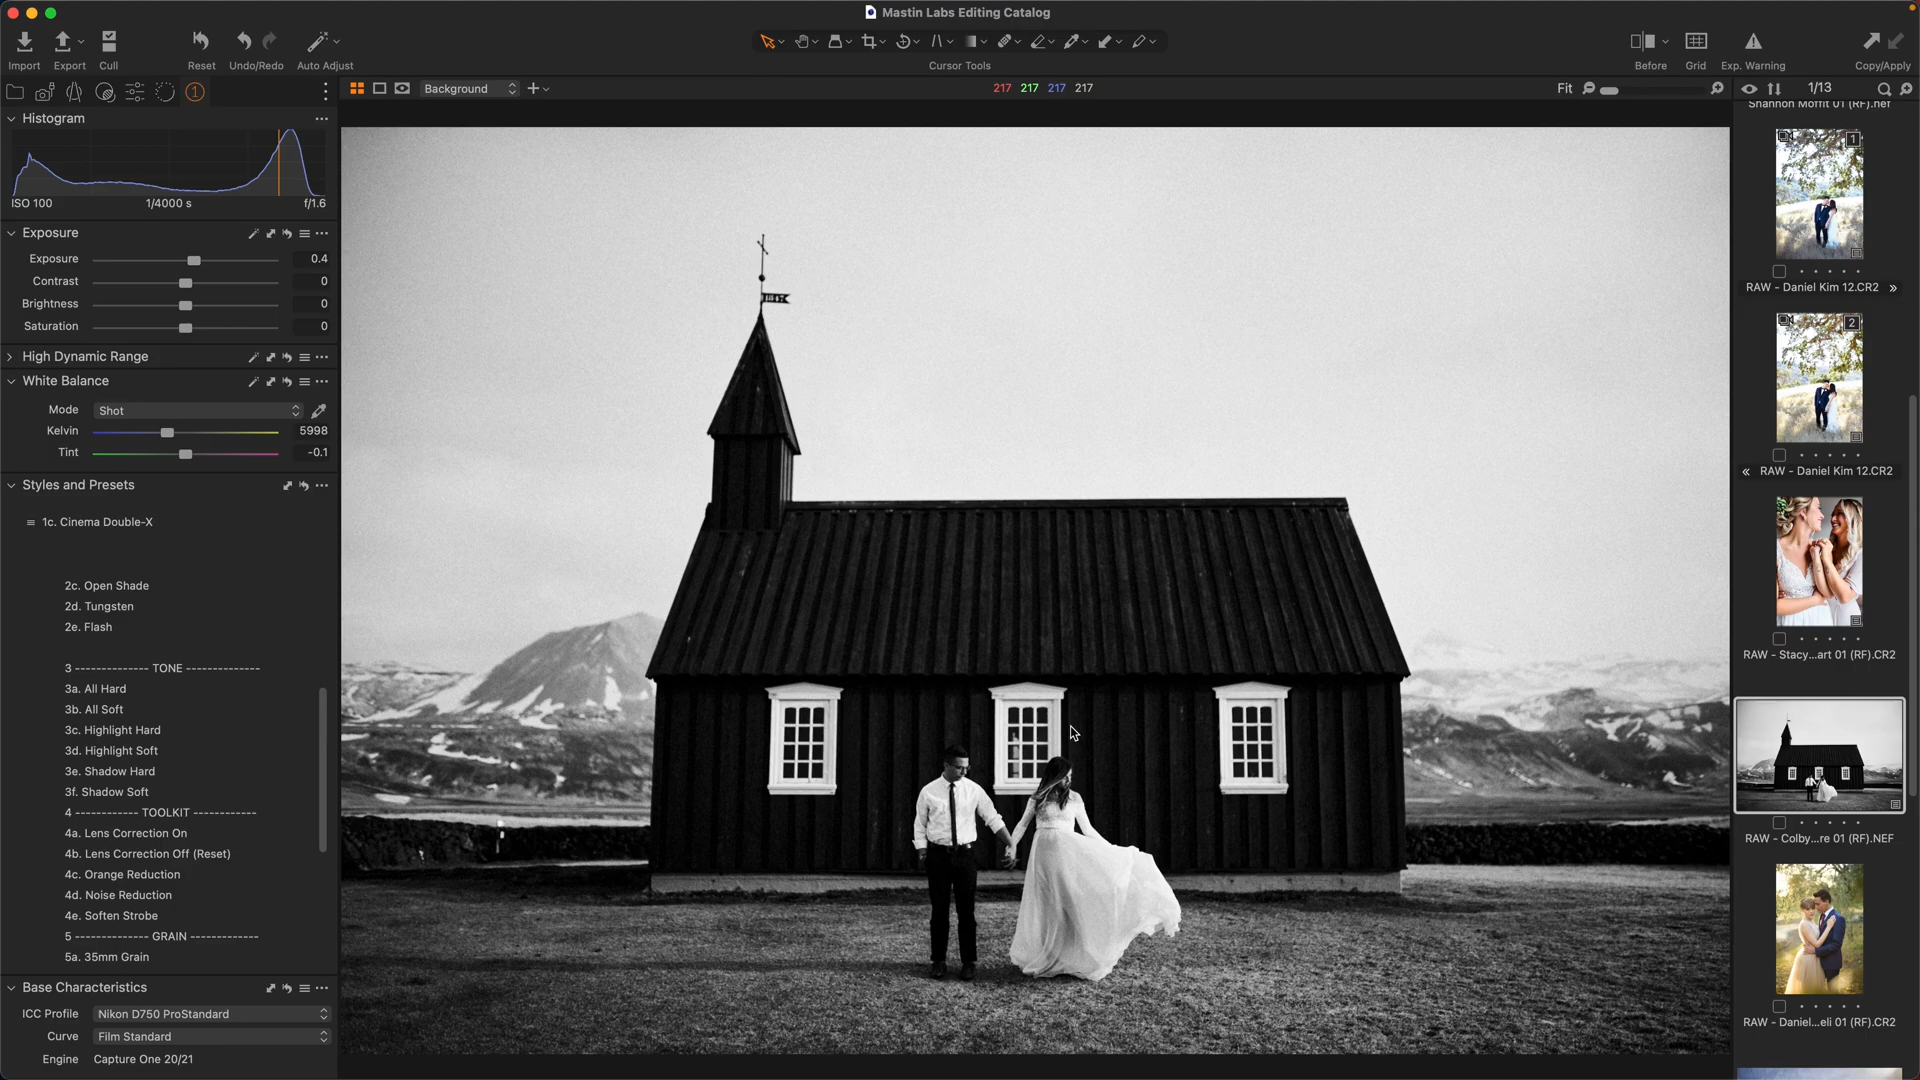 Mastin Labs Editing Catalog
Import Export Cull Reset Undo/Redo Auto Adjust Cursor Tools Before Grid Exp. Warning Copy/Apply
1 Background 217 217 217 217 Fit 1/13
Histogram
ISO 100 1/4000 s f/1.6
Exposure
Exposure 0.4
Contrast 0
Brightness 0
Saturation 0
High Dynamic Range
White Balance
Mode Shot
Kelvin 5998
Tint -0.1
Styles and Presets
1c. Cinema Double-X
2c. Open Shade
2d. Tungsten
2e. Flash
3 -------------- TONE --------------
3a. All Hard
3b. All Soft
3c. Highlight Hard
3d. Highlight Soft
3e. Shadow Hard
3f. Shadow Soft
4 ------------ TOOLKIT ------------
4a. Lens Correction On
4b. Lens Correction Off (Reset)
4c. Orange Reduction
4d. Noise Reduction
4e. Soften Strobe
5 -------------- GRAIN -------------
5a. 35mm Grain
Base Characteristics
ICC Profile Nikon D750 ProStandard
Curve Film Standard
Engine Capture One 20/21
Shannon Moffit 01 (RF).nef
1
RAW - Daniel Kim 12.CR2 »
2
« RAW - Daniel Kim 12.CR2
RAW - Stacy...art 01 (RF).CR2
RAW - Colby...re 01 (RF).NEF
RAW - Daniel...eli 01 (RF).CR2